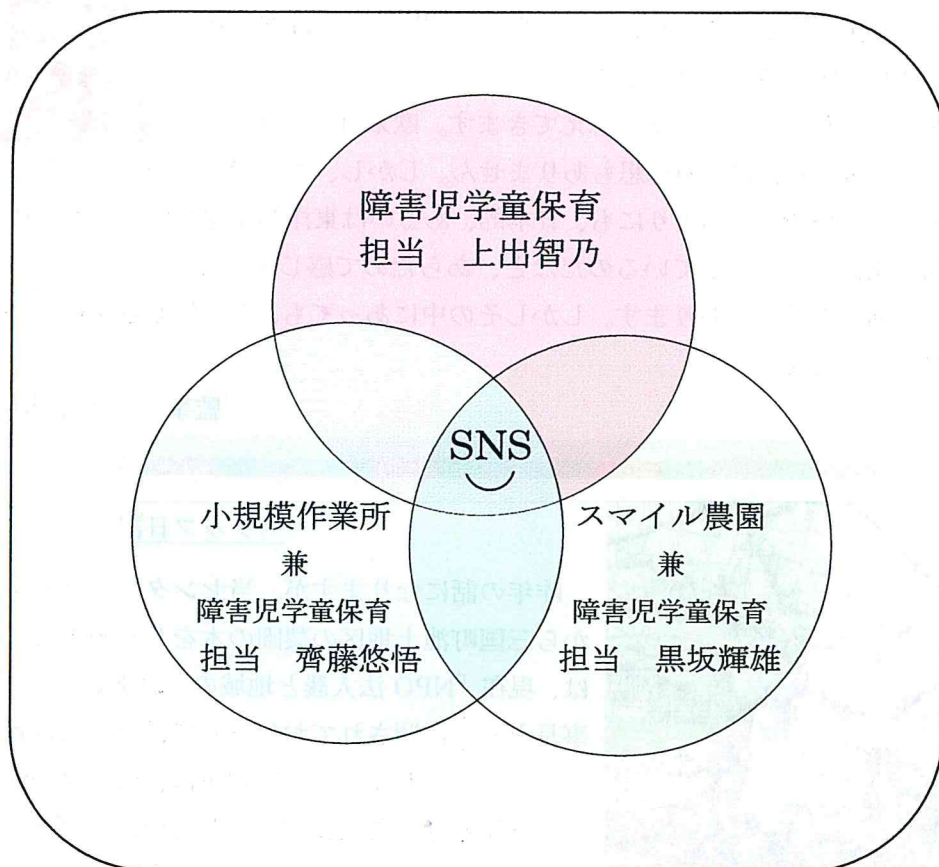 障害児学童保育
担当　上出智乃
SNS
小規模作業所
兼
障害児学童保育
担当　齊藤悠悟
スマイル農園
兼
障害児学童保育
担当　黒坂輝雄